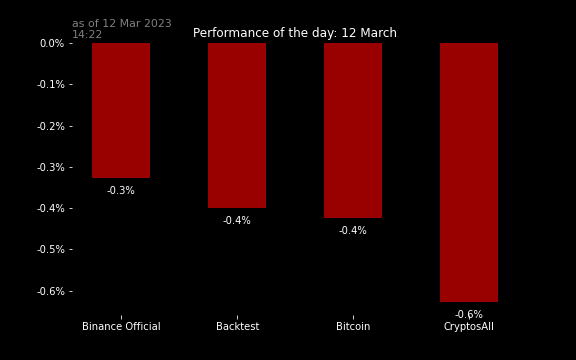 as of 12 Mar 2023
14:22
Performance of the day: 12 March
0.0%
-0.1%
-0.2%
-0.3%
-0.4%
-0.5%
-0.6%
-0.3%
-0.4%
-0.4%
-0.6%
Binance Official
Backtest
Bitcoin
CryptosAll